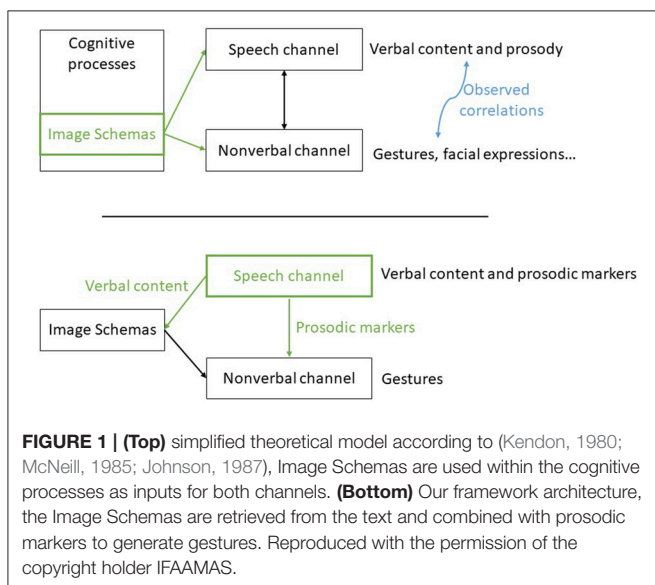 Cognitive
processes
Speech channel
Verbal content and prosody
Observed
correlations
Image Schemas
Nonverbal channel
Gestures, facial expressions...
Speech channel
Verbal content and prosodic markers
Verbal content
Image Schemas
Prosodic markers
Nonverbal channel
Gestures
FIGURE 1 | (Top) simplified theoretical model according to (Kendon, 1980;
McNeill, 1985; Johnson, 1987), Image Schemas are used within the cognitive
processes as inputs for both channels. (Bottom) Our framework architecture,
the Image Schemas are retrieved from the text and combined with prosodic
markers to generate gestures. Reproduced with the permission of the
copyright holder IFAAMAS.